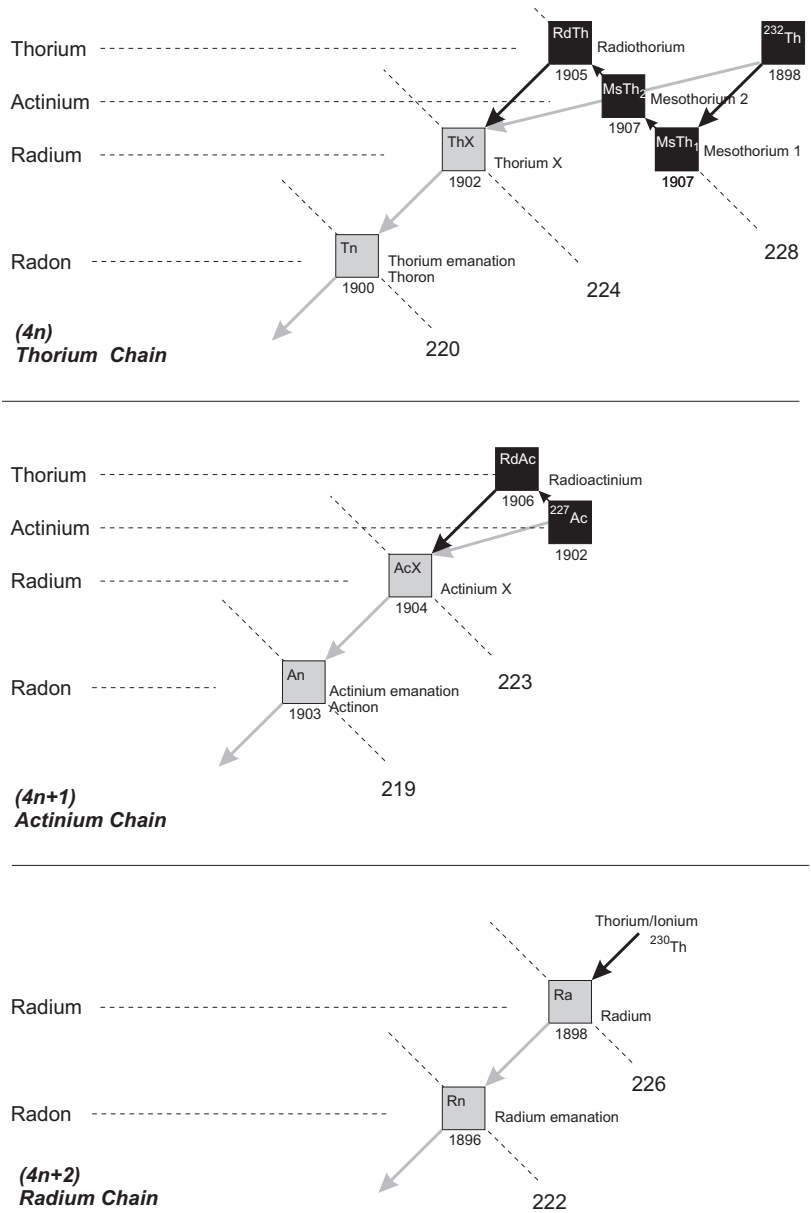 RdTh
²³²Th
Thorium
Radiothorium
1905
1898
MsTh₂
Actinium
Mesothorium 2
1907
ThX
MsTh₁
Radium
Thorium X
Mesothorium 1
1902
1907
Tn
228
Radon
Thorium emanation
Thoron
1900
224
(4n)
220
Thorium Chain
RdAc
Thorium
Radioactinium
1906
²²⁷Ac
Actinium
1902
AcX
Radium
Actinium X
1904
An
223
Radon
Actinium emanation
Actinon
1903
219
(4n+1)
Actinium Chain
Thorium/Ionium
²³⁰Th
Ra
Radium
Radium
1898
226
Rn
Radon
Radium emanation
1896
(4n+2)
Radium Chain
222